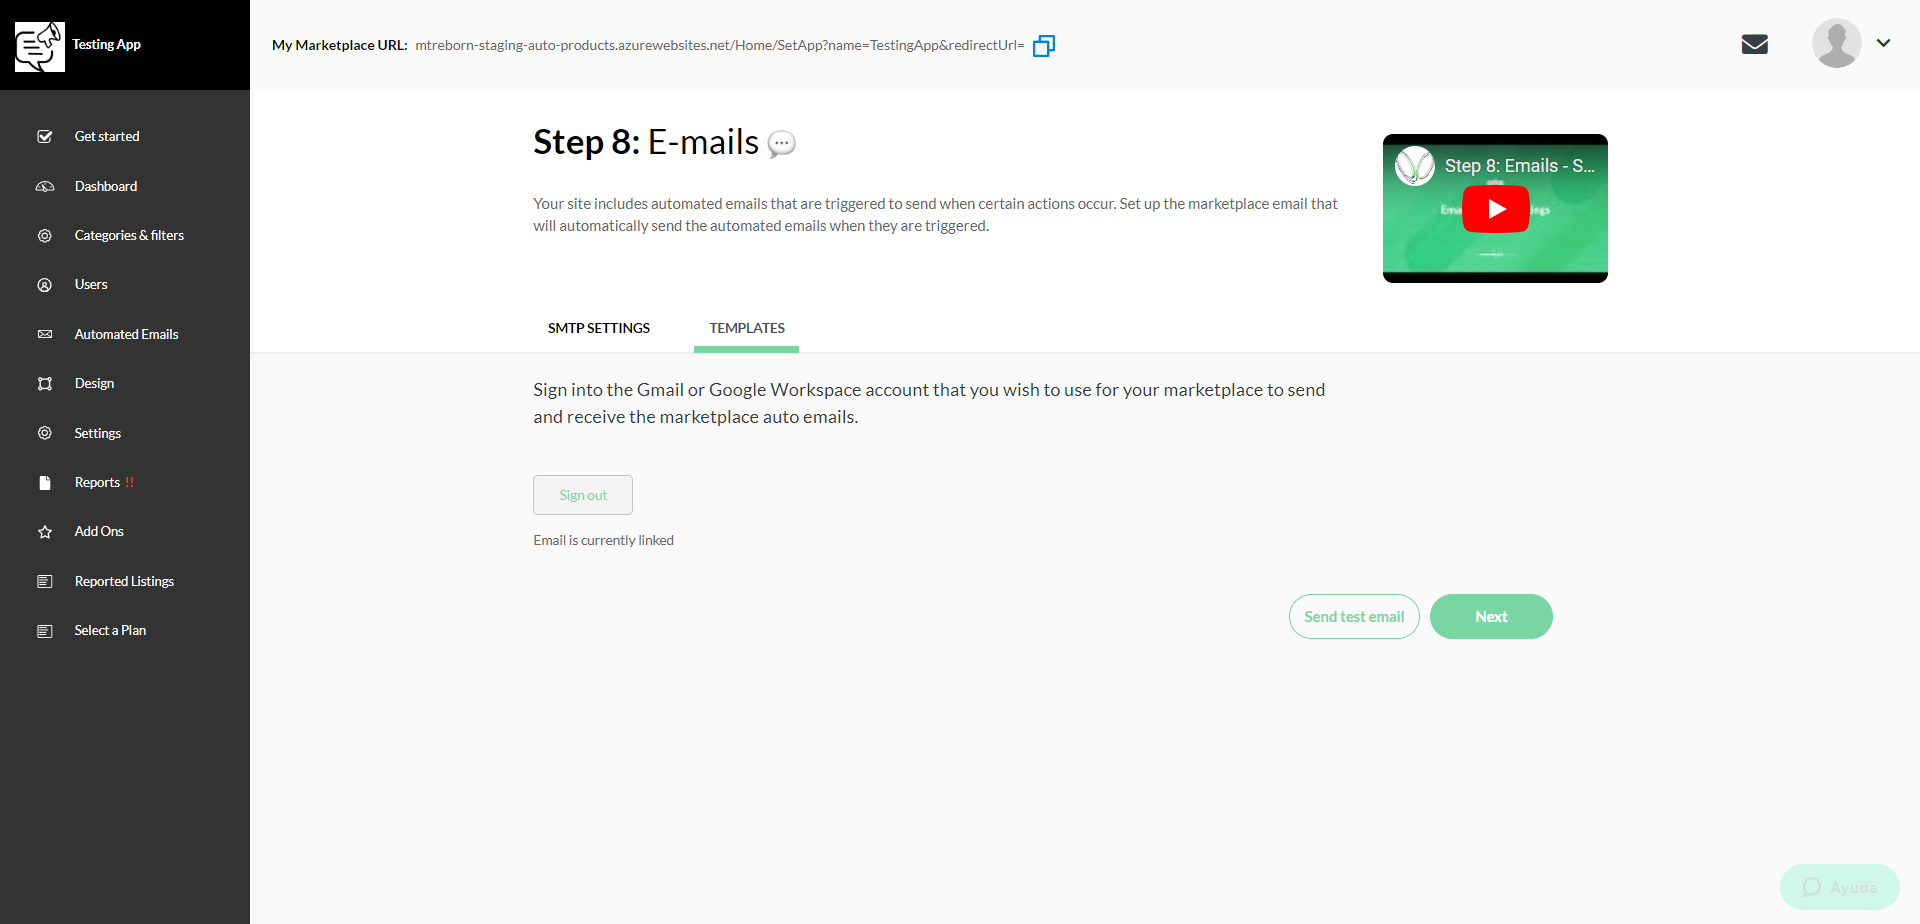 Testing App
My Marketplace URL: mtreborn-staging-auto-products.azurewebsites.net/Home/SetApp?name=TestingApp&redirectUrl=
Get started
Dashboard
Categories & filters
Users
Automated Emails
Design
Settings
Reports !!
Add Ons
Reported Listings
Select a Plan
Step 8: E-mails
Your site includes automated emails that are triggered to send when certain actions occur. Set up the marketplace email that
will automatically send the automated emails when they are triggered.
Step 8: Emails - S...
SMTP SETTINGS
TEMPLATES
Sign into the Gmail or Google Workspace account that you wish to use for your marketplace to send
and receive the marketplace auto emails.
Sign out
Email is currently linked
Send test email
Next
Ayuda